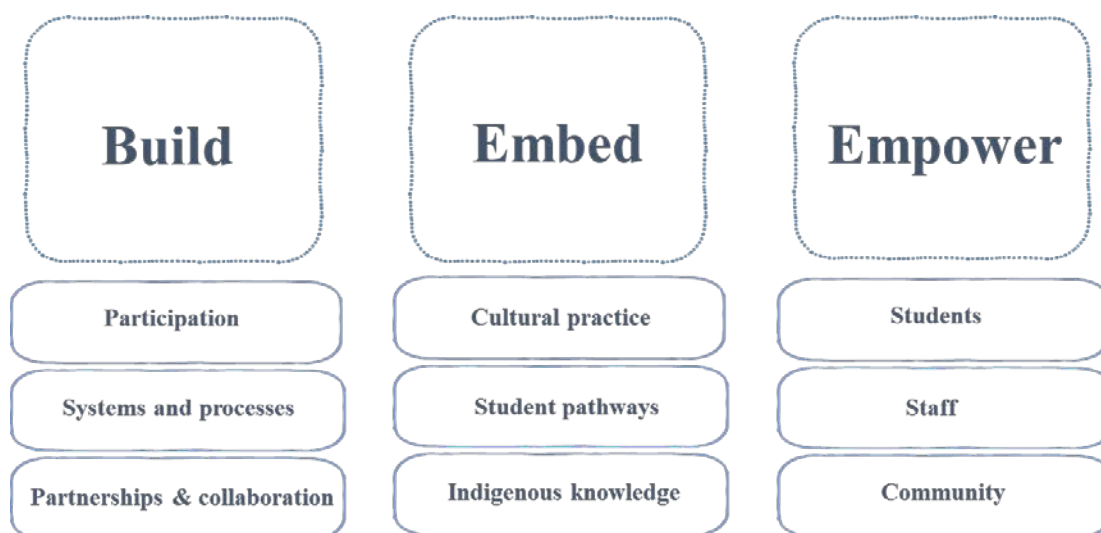 Build
Participation
Systems and processes
Partnerships & collaboration
Embed
Cultural practice
Student pathways
Indigenous knowledge
Empower
Students
Staff
Community